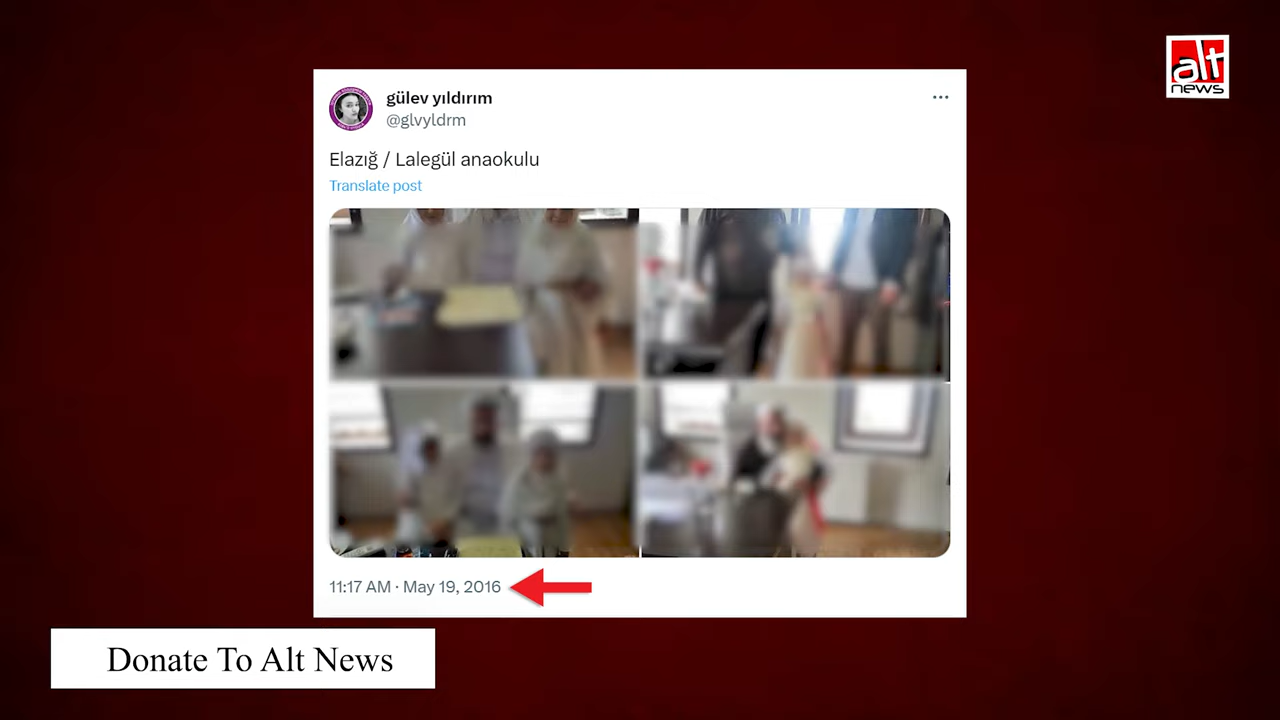 alt
news
gülev yıldırım
@glvyldrm
Elazığ / Lalegül anaokulu
Translate post
11:17 AM · May 19, 2016
Donate To Alt News